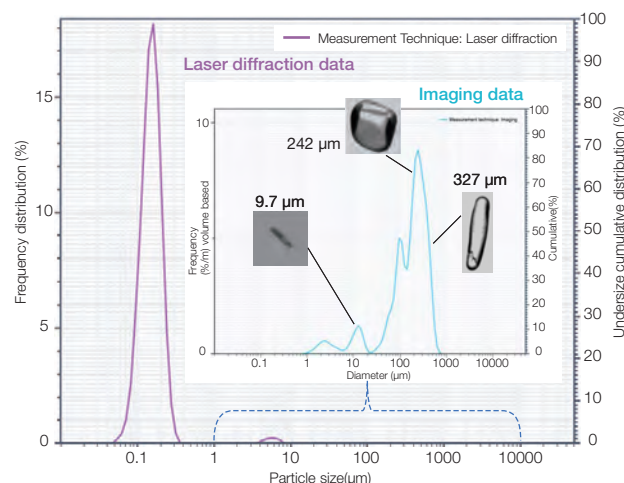 Measurement Technique: Laser diffraction
Laser diffraction data
Imaging data
Measurement technique: Imaging
242 µm
327 µm
9.7 µm
Frequency
(%/m) volume based
10
0
Cumulative(%)
100
90
80
70
60
50
40
30
20
10
0
0.1
1
10
100
1000
10000
Diameter (µm)
Frequency distribution (%)
15
10
5
0
Undersize cumulative distribution (%)
100
90
80
70
60
50
40
30
20
10
0
0.1
1
10
100
1000
10000
Particle size(um)